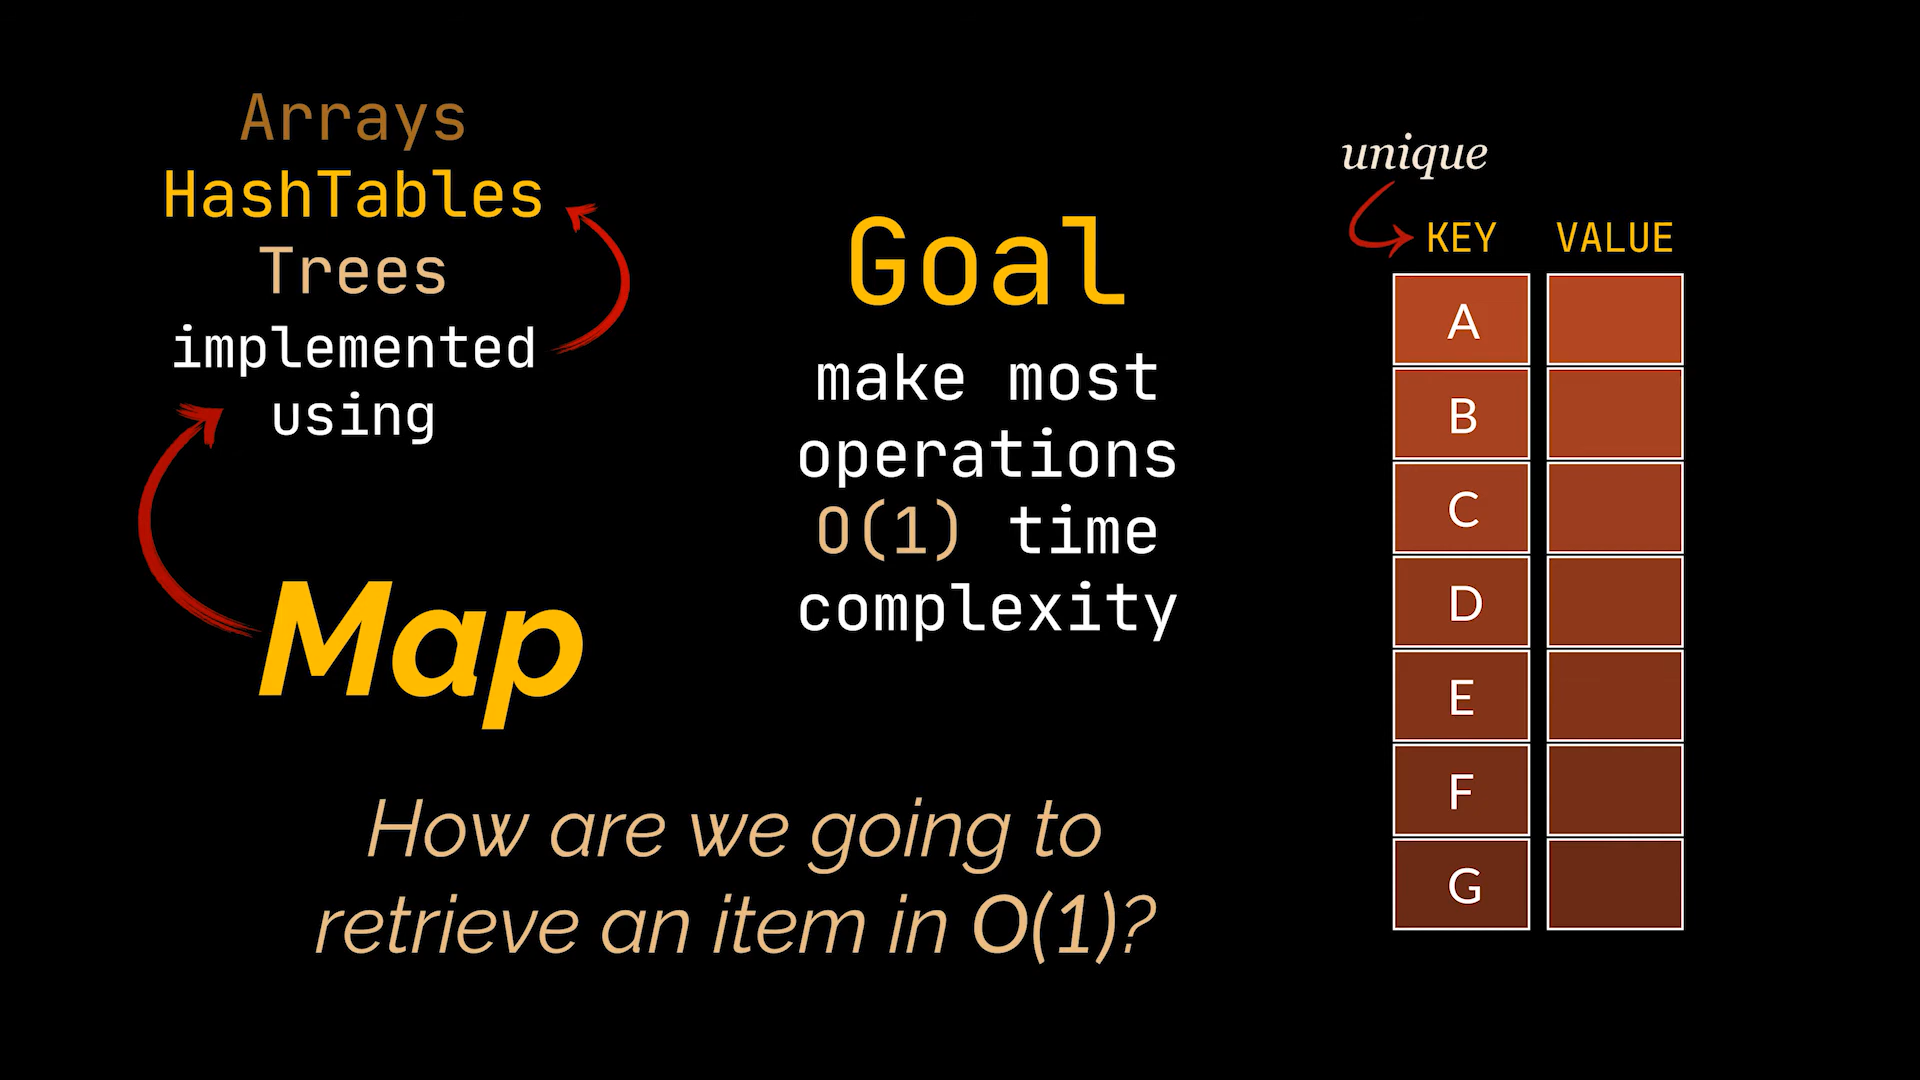 Arrays
HashTables
Trees
implemented
using
Map
Goal
make most
operations
O(1) time
complexity
How are we going to
retrieve an item in O(1)?
unique
KEY VALUE
A
B
C
D
E
F
G